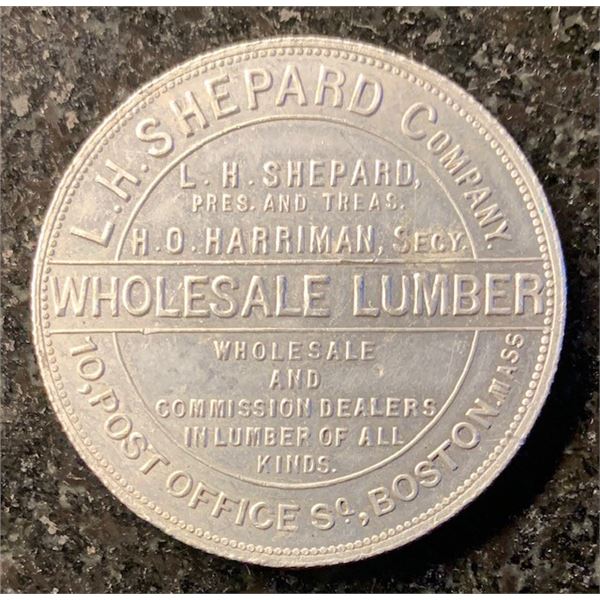 L. H. SHEPARD COMPANY.
L. H. SHEPARD,
PRES. AND TREAS.
H. O. HARRIMAN, SECY.
WHOLESALE LUMBER
WHOLESALE
AND
COMMISSION DEALERS
IN LUMBER OF ALL
KINDS.
10, POST OFFICE SQ, BOSTON. MASS